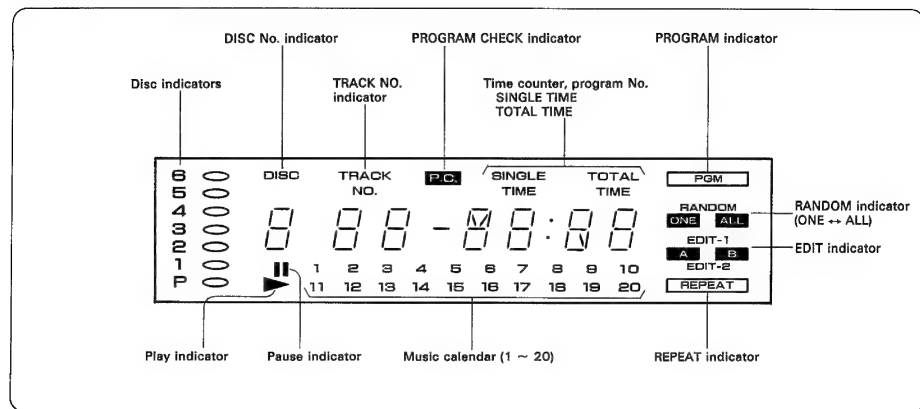 DISC No. indicator
PROGRAM CHECK indicator
PROGRAM indicator
Disc indicators
TRACK NO.
indicator
Time counter, program No.
SINGLE TIME
TOTAL TIME
6
5
4
3
2
1
P
DISC
TRACK
NO.
P.C.
SINGLE
TIME
TOTAL
TIME
8 88 -88:88
1 2 3 4 5 6 7 8 9 10
11 12 13 14 15 16 17 18 19 20
PGM
RANDOM
ONE ALL
EDIT-1
A B
EDIT-2
REPEAT
RANDOM indicator
(ONE ↔ ALL)
EDIT indicator
Play indicator
Pause indicator
Music calendar (1 ~ 20)
REPEAT indicator